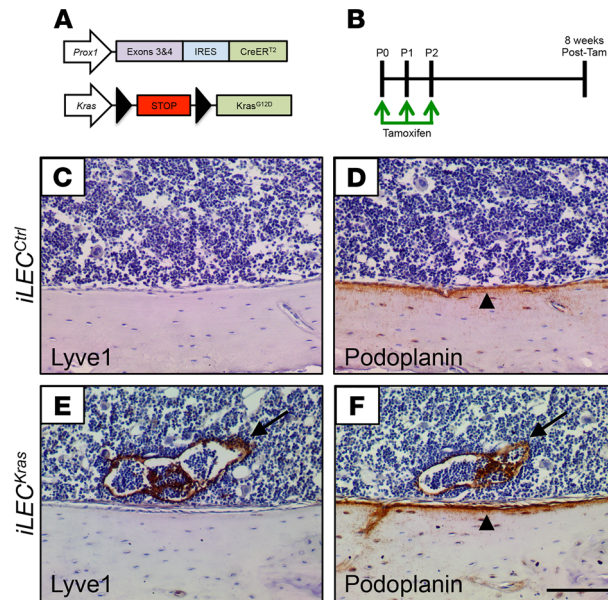 A
Prox1
Exons 3&4
IRES
CreERT2
Kras
STOP
KrasG12D
B
P0
P1
P2
8 weeks
Post-Tam
Tamoxifen
C
D
iLECCtrl
Lyve1
Podoplanin
E
F
iLECKras
Lyve1
Podoplanin